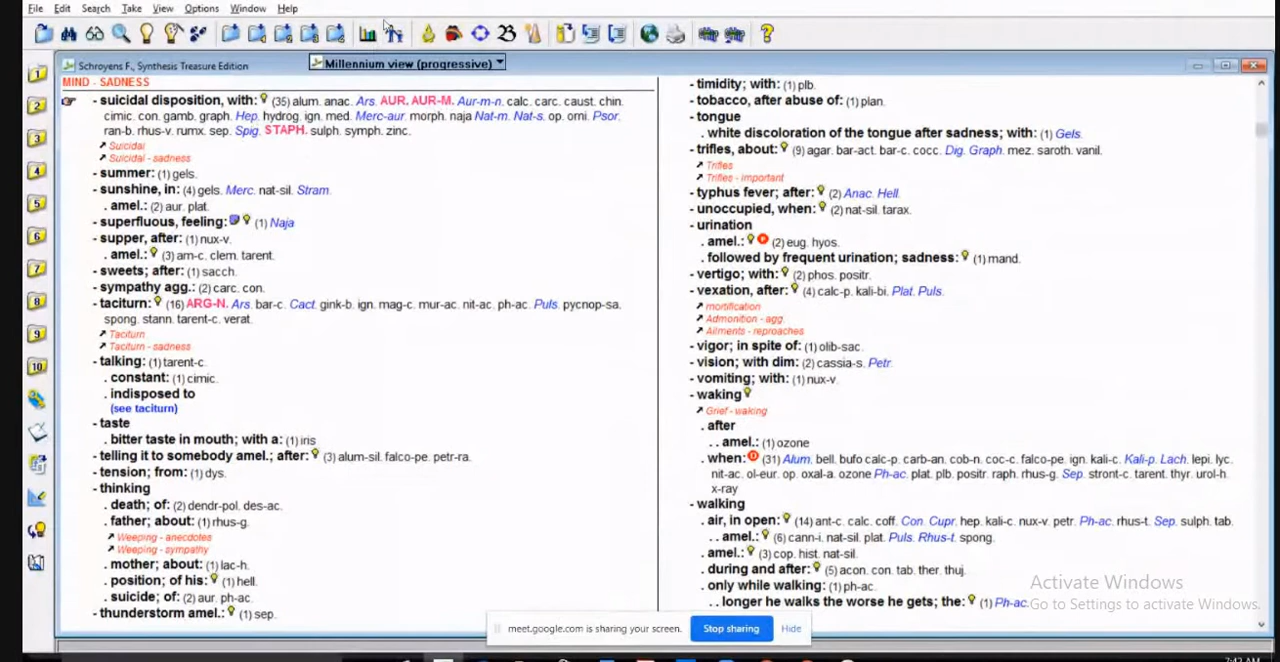 File Edit Search Take View Options Window Help
Schroyens F., Synthesis Treasure Edition
Millennium view (progressive)
1
2
3
4
5
6
7
8
9
10
MIND - SADNESS
- suicidal disposition, with: (35) alum. anac. Ars. AUR. AUR-M. Aur-m-n. calc. carc. caust. chin.
cimic. con. gamb. graph. Hep. hydrog. ign. med. Merc-aur. morph. naja Nat-m. Nat-s. op. orni. Psor.
ran-b. rhus-v. rumx. sep. Spig. STAPH. sulph. symph. zinc.
Suicidal
Suicidal - sadness
- summer: (1) gels.
- sunshine, in: (4) gels. Merc. nat-sil. Stram.
. amel.: (2) aur. plat.
- superfluous, feeling: (1) Naja
- supper, after: (1) nux-v.
. amel.: (3) am-c. clem. tarent.
- sweets; after: (1) sacch.
- sympathy agg.: (2) carc. con.
- taciturn: (16) ARG-N. Ars. bar-c. Cact. gink-b. ign. mag-c. mur-ac. nit-ac. ph-ac. Puls. pycnop-sa.
spong. stann. tarent-c. verat.
Taciturn
Taciturn - sadness
- talking: (1) tarent-c.
. constant: (1) cimic.
. indisposed to
(see taciturn)
- taste
. bitter taste in mouth; with a: (1) iris
- telling it to somebody amel.; after: (3) alum-sil. falco-pe. petr-ra.
- tension; from: (1) dys.
- thinking
. death; of: (2) dendr-pol. des-ac.
. father; about: (1) rhus-g.
Weeping - anecdotes
Weeping - sympathy
. mother; about: (1) lac-h.
. position; of his: (1) hell.
. suicide; of: (2) aur. ph-ac.
- thunderstorm amel.: (1) sep.
- timidity; with: (1) plb.
- tobacco, after abuse of: (1) plan.
- tongue
. white discoloration of the tongue after sadness; with: (1) Gels.
- trifles, about: (9) agar. bar-act. bar-c. cocc. Dig. Graph. mez. saroth. vanil.
Trifles
Trifles - important
- typhus fever; after: (2) Anac. Hell.
- unoccupied, when: (2) nat-sil. tarax.
- urination
. amel.: (2) eug. hyos.
. followed by frequent urination; sadness: (1) mand.
- vertigo; with: (2) phos. positr.
- vexation, after: (4) calc-p. kali-bi. Plat. Puls.
mortification
Admonition - agg.
Ailments - reproaches
- vigor; in spite of: (1) olib-sac.
- vision; with dim: (2) cassia-s. Petr.
- vomiting; with: (1) nux-v.
- waking
Grief - waking
. after
. . amel.: (1) ozone
. when: (31) Alum. bell. bufo calc-p. carb-an. cob-n. coc-c. falco-pe. ign. kali-c. Kali-p. Lach. lepi. lyc.
nit-ac. ol-eur. op. oxal-a. ozone Ph-ac. plat. plb. positr. raph. rhus-g. Sep. stront-c. tarent. thyr. urol-h.
x-ray
- walking
. air, in open: (14) ant-c. calc. coff. Con. Cupr. hep. kali-c. nux-v. petr. Ph-ac. rhus-t. Sep. sulph. tab.
. . amel.: (6) cann-i. nat-sil. plat. Puls. Rhus-t. spong.
. amel.: (3) cop. hist. nat-sil.
. during and after: (5) acon. con. tab. ther. thuj.
. only while walking: (1) ph-ac.
. . longer he walks the worse he gets; the: (1) Ph-ac.
Activate Windows
Go to Settings to activate Windows.
meet.google.com is sharing your screen. Stop sharing Hide